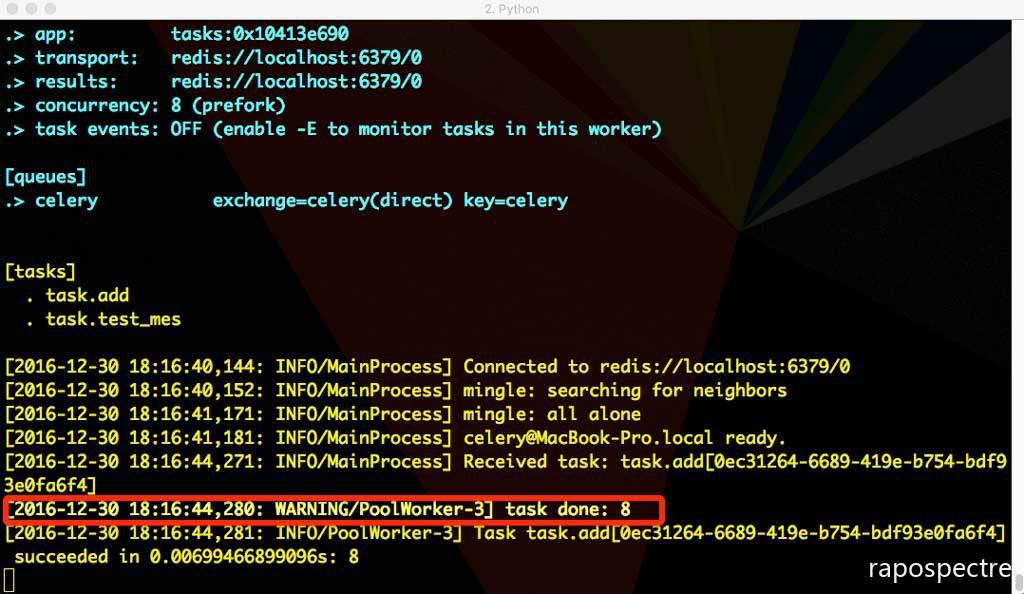 2. Python
.> app:         tasks:0x10413e690
.> transport:   redis://localhost:6379/0
.> results:     redis://localhost:6379/0
.> concurrency: 8 (prefork)
.> task events: OFF (enable -E to monitor tasks in this worker)
[queues]
.> celery           exchange=celery(direct) key=celery
[tasks]
  . task.add
  . task.test_mes
[2016-12-30 18:16:40,144: INFO/MainProcess] Connected to redis://localhost:6379/0
[2016-12-30 18:16:40,152: INFO/MainProcess] mingle: searching for neighbors
[2016-12-30 18:16:41,171: INFO/MainProcess] mingle: all alone
[2016-12-30 18:16:41,181: INFO/MainProcess] celery@MacBook-Pro.local ready.
[2016-12-30 18:16:44,271: INFO/MainProcess] Received task: task.add[0ec31264-6689-419e-b754-bdf9
3e0fa6f4]
[2016-12-30 18:16:44,280: WARNING/PoolWorker-3] task done: 8
[2016-12-30 18:16:44,281: INFO/PoolWorker-3] Task task.add[0ec31264-6689-419e-b754-bdf93e0fa6f4]
 succeeded in 0.00699466899096s: 8
rapospectre